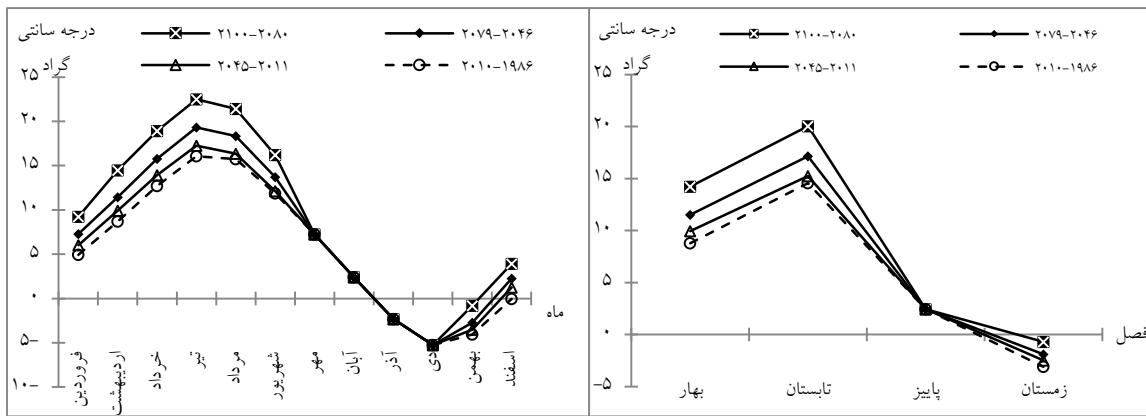 درجه سانتی
گراد
۲۱۰۰-۲۰۸۰
۲۰۷۹-۲۰۴۶
۲۰۴۵-۲۰۱۱
۲۰۱۰-۱۹۸۶
۲۵
۲۰
۱۵
۱۰
۵
۰
۵-
۱۰-
ماه
فروردین
اردیبهشت
خرداد
تیر
مرداد
شهریور
مهر
آبان
آذر
دی
بهمن
اسفند
درجه سانتی
گراد
۲۱۰۰-۲۰۸۰
۲۰۷۹-۲۰۴۶
۲۰۴۵-۲۰۱۱
۲۰۱۰-۱۹۸۶
۲۵
۲۰
۱۵
۱۰
۵
۰
-۵
فصل
بهار
تابستان
پاییز
زمستان